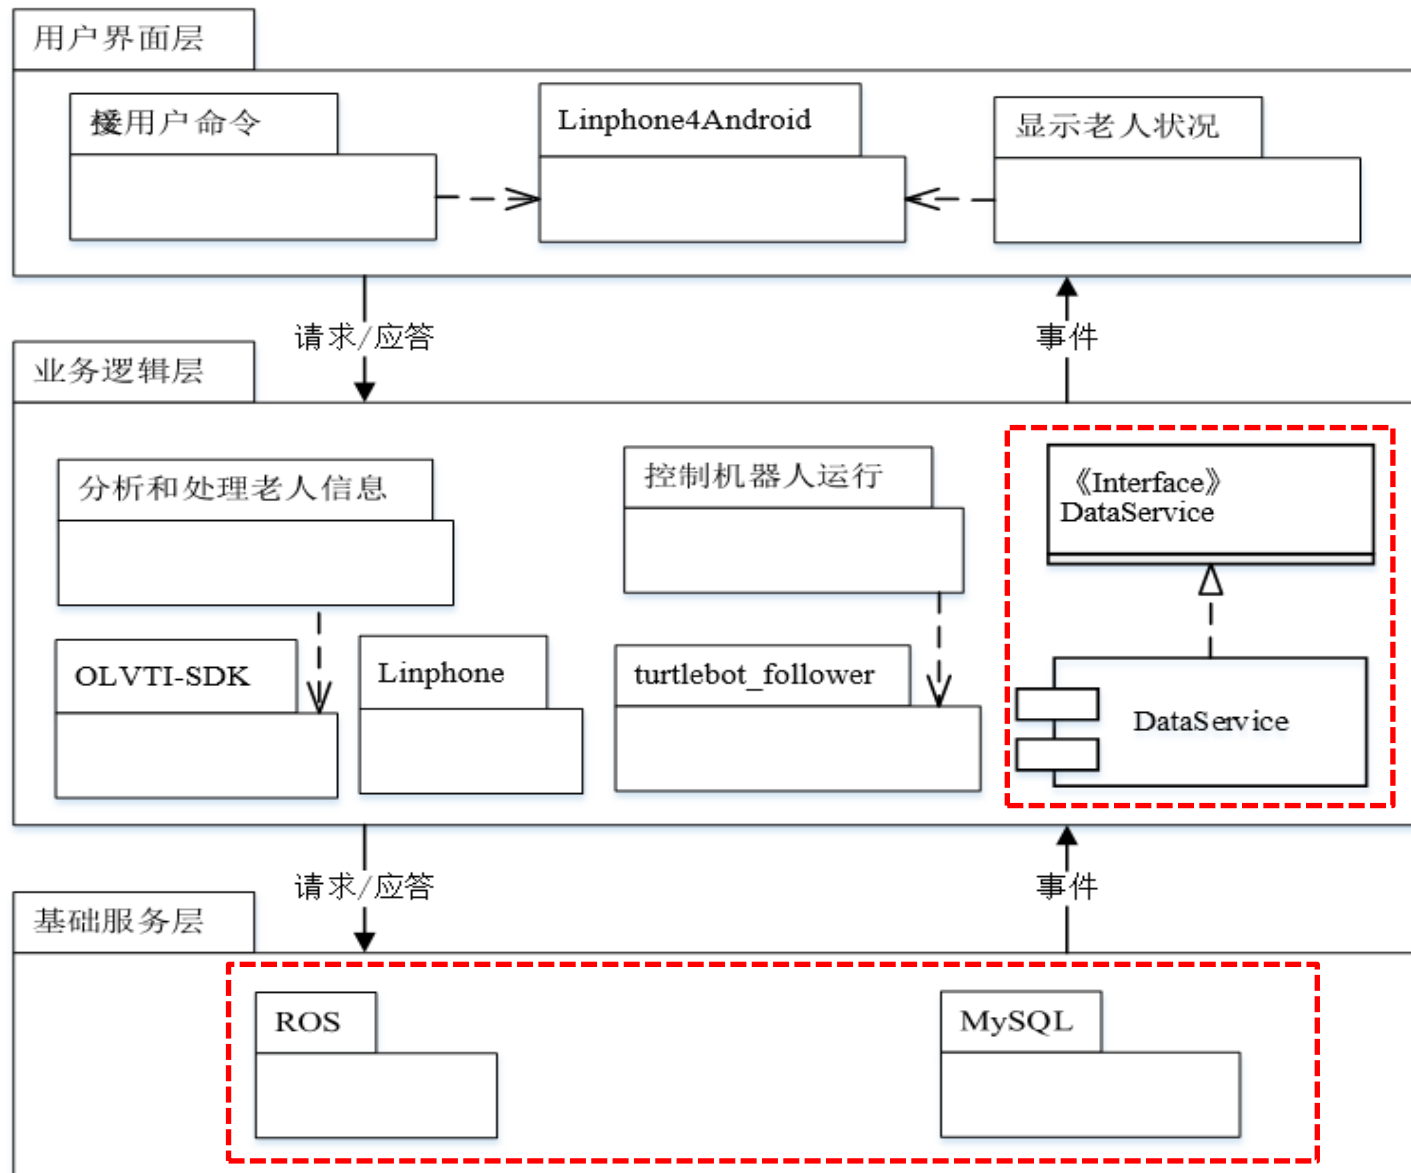 用户界面层
用户命令
Linphone4Android
显示老人状况
请求/应答
事件
业务逻辑层
分析和处理老人信息
控制机器人运行
《Interface》
DataService
OLVTI-SDK
Linphone
turtlebot_follower
DataService
请求/应答
事件
基础服务层
ROS
MySQL